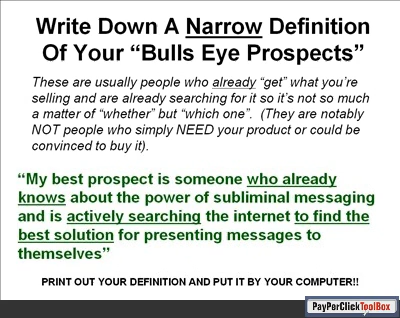 Write Down A Narrow Definition
Of Your “Bulls Eye Prospects”
These are usually people who already “get” what you’re
selling and are already searching for it so it’s not so much
a matter of “whether” but “which one”.  (They are notably
NOT people who simply NEED your product or could be
convinced to buy it).
“My best prospect is someone who already
knows about the power of subliminal messaging
and is actively searching the internet to find the
best solution for presenting messages to
themselves”
PRINT OUT YOUR DEFINITION AND PUT IT BY YOUR COMPUTER!!
PayPerClickToolBox